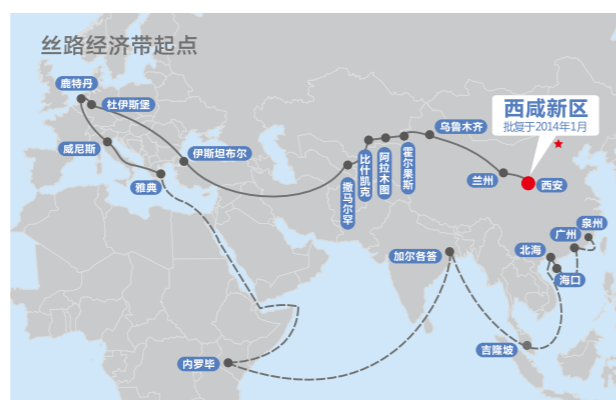 丝路经济带起点
鹿特丹
杜伊斯堡
威尼斯
雅典
伊斯坦布尔
撒马尔罕
比什凯克
阿拉木图
霍尔果斯
乌鲁木齐
西咸新区
批复于2014年1月
兰州
西安
泉州
广州
北海
海口
加尔各答
吉隆坡
内罗毕